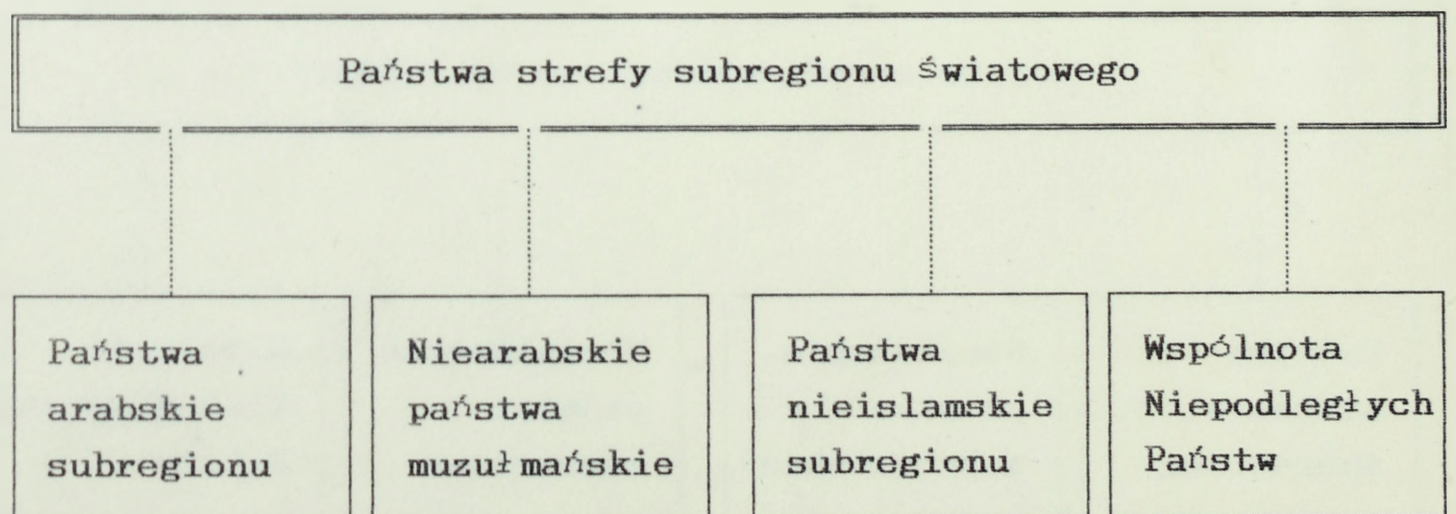 Państwa strefy subregionu światowego
Państwa
arabskie
subregionu
Niearabskie
państwa
muzułmańskie
Państwa
nieislamskie
subregionu
Wspólnota
Niepodległych
Państw